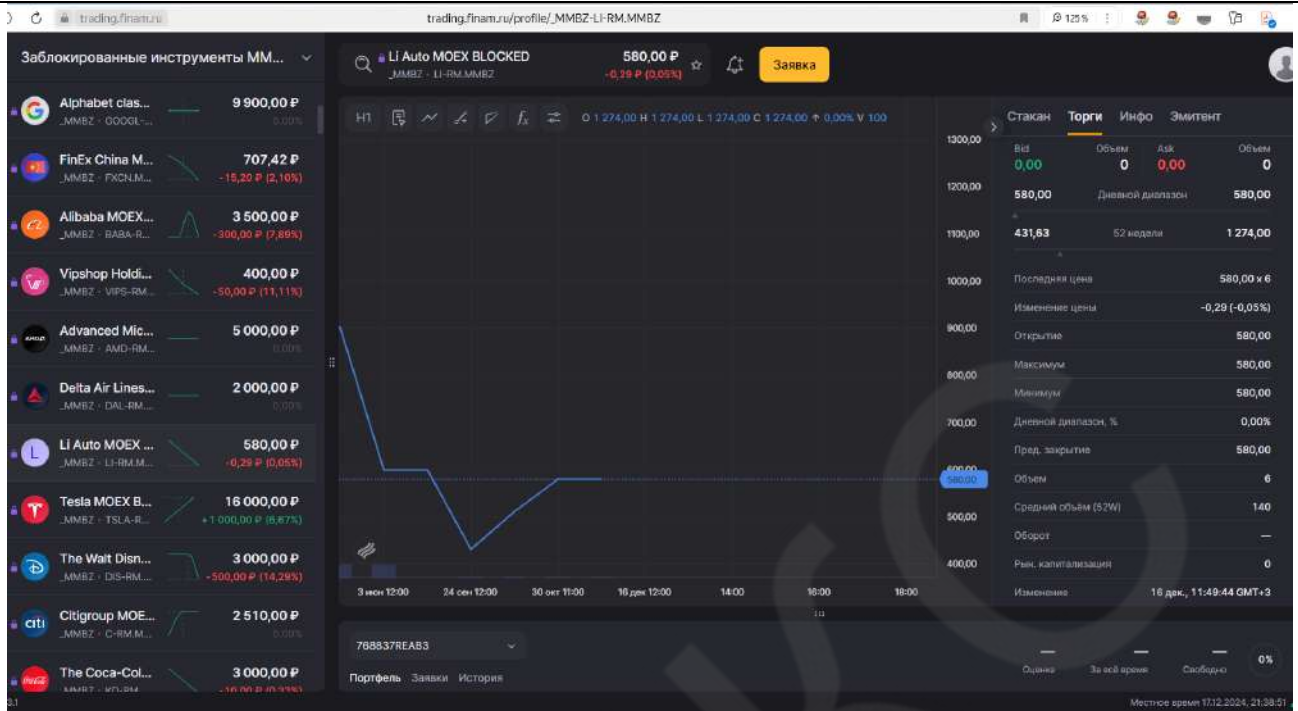 trading.finam.ru
trading.finam.ru/profile/_MMBZ-LI-RM.MMBZ
125 %
Заблокированные инструменты ММ...
Alphabet clas... 9 900,00 ₽
_MMBZ · GOOGL-... 0,00%
FinEx China M... 707,42 ₽
_MMBZ · FXCN.M... -15,20 ₽ (2,10%)
Alibaba MOEX... 3 500,00 ₽
_MMBZ · BABA-R... -300,00 ₽ (7,89%)
Vipshop Holdi... 400,00 ₽
_MMBZ · VIPS-RM... -50,00 ₽ (11,11%)
Advanced Mic... 5 000,00 ₽
_MMBZ · AMD-RM... 0,00%
Delta Air Lines... 2 000,00 ₽
_MMBZ · DAL-RM.... 0,00%
Li Auto MOEX ... 580,00 ₽
_MMBZ · LI-RM.M... -0,29 ₽ (0,05%)
Tesla MOEX B... 16 000,00 ₽
_MMBZ · TSLA-R... +1 000,00 ₽ (6,67%)
The Walt Disn... 3 000,00 ₽
_MMBZ · DIS-RM.... -500,00 ₽ (14,29%)
citi
Citigroup MOE... 2 510,00 ₽
_MMBZ · C-RM.M... 0,00%
The Coca-Col... 3 000,00 ₽
_MMBZ · KO-RM...
Li Auto MOEX BLOCKED 580,00 ₽
_MMBZ · LI-RM.MMBZ -0,29 ₽ (0,05%)
Заявка
H1
O 1 274,00 H 1 274,00 L 1 274,00 C 1 274,00 0,00% V 100
1300,00
1200,00
1100,00
1000,00
900,00
800,00
700,00
600,00
580,00
500,00
400,00
3 июн 12:00 24 сен 12:00 30 окт 11:00 16 дек 12:00 14:00 16:00 18:00
Стакан Торги Инфо Эмитент
Bid Объем Ask Объем
0,00 0 0,00 0
580,00 Дневной диапазон 580,00
431,63 52 недели 1 274,00
Последняя цена 580,00 x 6
Изменение цены -0,29 (-0,05%)
Открытие 580,00
Максимум 580,00
Минимум 580,00
Дневной диапазон, % 0,00%
Пред. закрытие 580,00
Объем 6
Средний объём (52W) 140
Оборот —
Рын. капитализация 0
Изменение 16 дек., 11:49:44 GMT+3
768837REAB3
Портфель Заявки История
— — —
Оценка За всё время Свободно 0%
3.1
Местное время 17.12.2024, 21:38:51